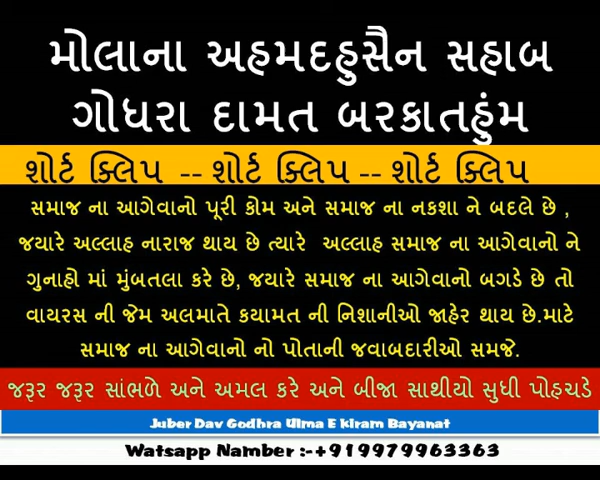 મોલાના અહમદહુસૈન સહાબ
ગોધરા દામત બરકાતહુંમ
શોર્ટ ક્લિપ -- શોર્ટ ક્લિપ -- શોર્ટ ક્લિપ
સમાજ ના આગેવાનો પૂરી કોમ અને સમાજ ના નકશા ને બદલે છે ,
જયારે અલ્લાહ નારાજ થાય છે ત્યારે અલ્લાહ સમાજ ના આગેવાનો ને
ગુનાહો માં મુંબતલા કરે છે, જયારે સમાજ ના આગેવાનો બગડે છે તો
વાયરસ ની જેમ અલમાતે કયામત ની નિશાનીઓ જાહેર થાય છે.માટે
સમાજ ના આગેવાનો નો પોતાની જવાબદારીઓ સમજે.
જરૂર જરૂર સાંભળે અને અમલ કરે અને બીજા સાથીયો સુધી પોહચડે
Juber Dav Godhra Ulma E kiram Bayanat
Watsapp Namber :-+919979963363